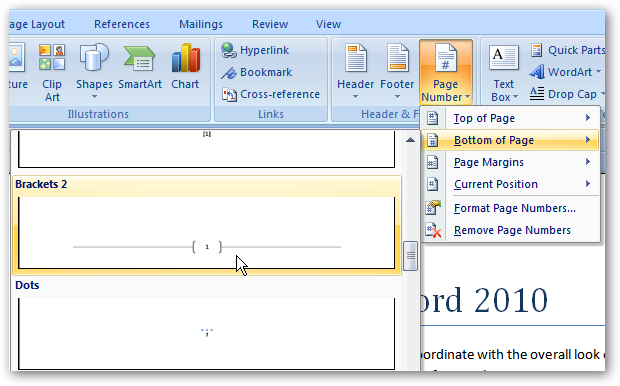 age Layout References Mailings Review View
ture Clip Art Shapes SmartArt Chart
Hyperlink
Bookmark
Cross-reference
Header Footer Page Number
Text Box
Quick Parts
WordArt
Drop Cap
Illustrations Links Header & F
Top of Page
Bottom of Page
Page Margins
Current Position
Format Page Numbers...
Remove Page Numbers
[1]
Brackets 2
1
Dots
ord 2010
oordinate with the overall look